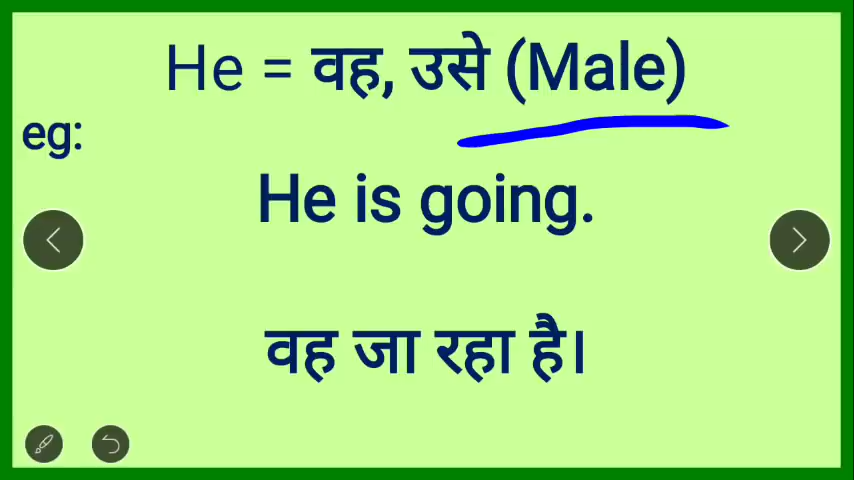 He = वह, उसे (Male)
eg:
He is going.
वह जा रहा है।